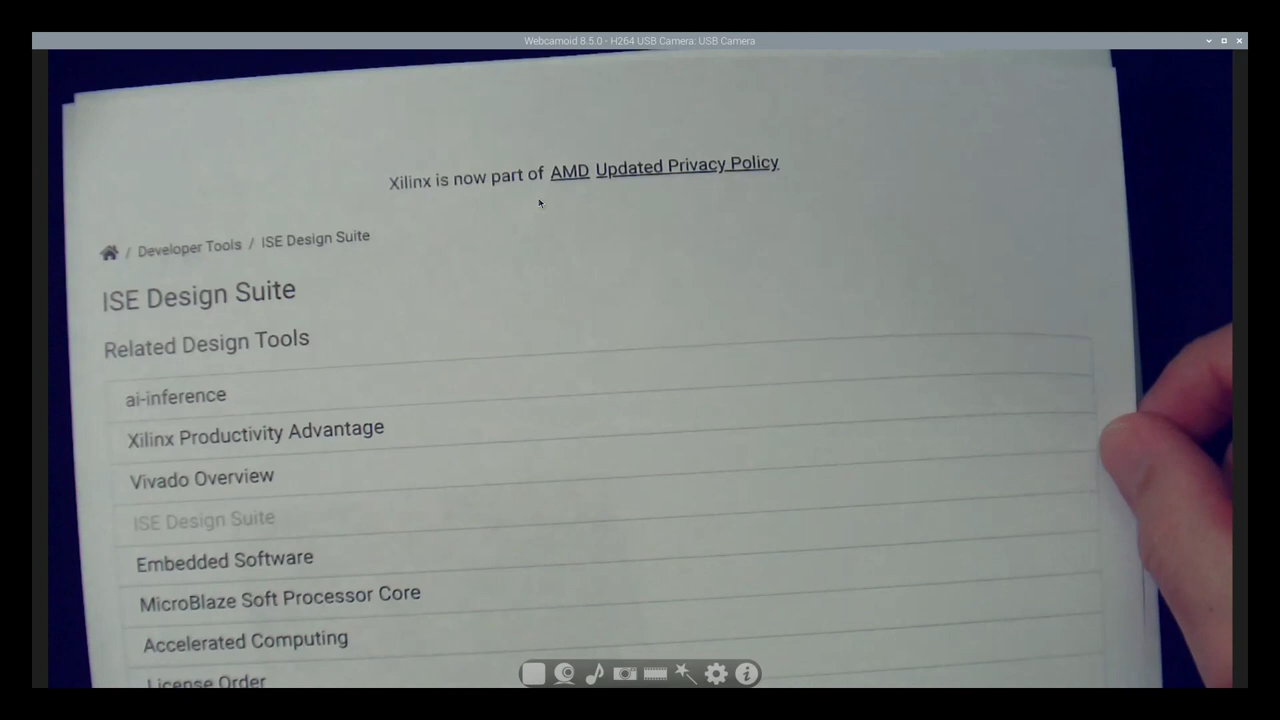 Webcamoid 8.5.0 - H264 USB Camera: USB Camera
Xilinx is now part of AMD Updated Privacy Policy
/ Developer Tools / ISE Design Suite
ISE Design Suite
Related Design Tools
ai-inference
Xilinx Productivity Advantage
Vivado Overview
ISE Design Suite
Embedded Software
MicroBlaze Soft Processor Core
Accelerated Computing
License Order